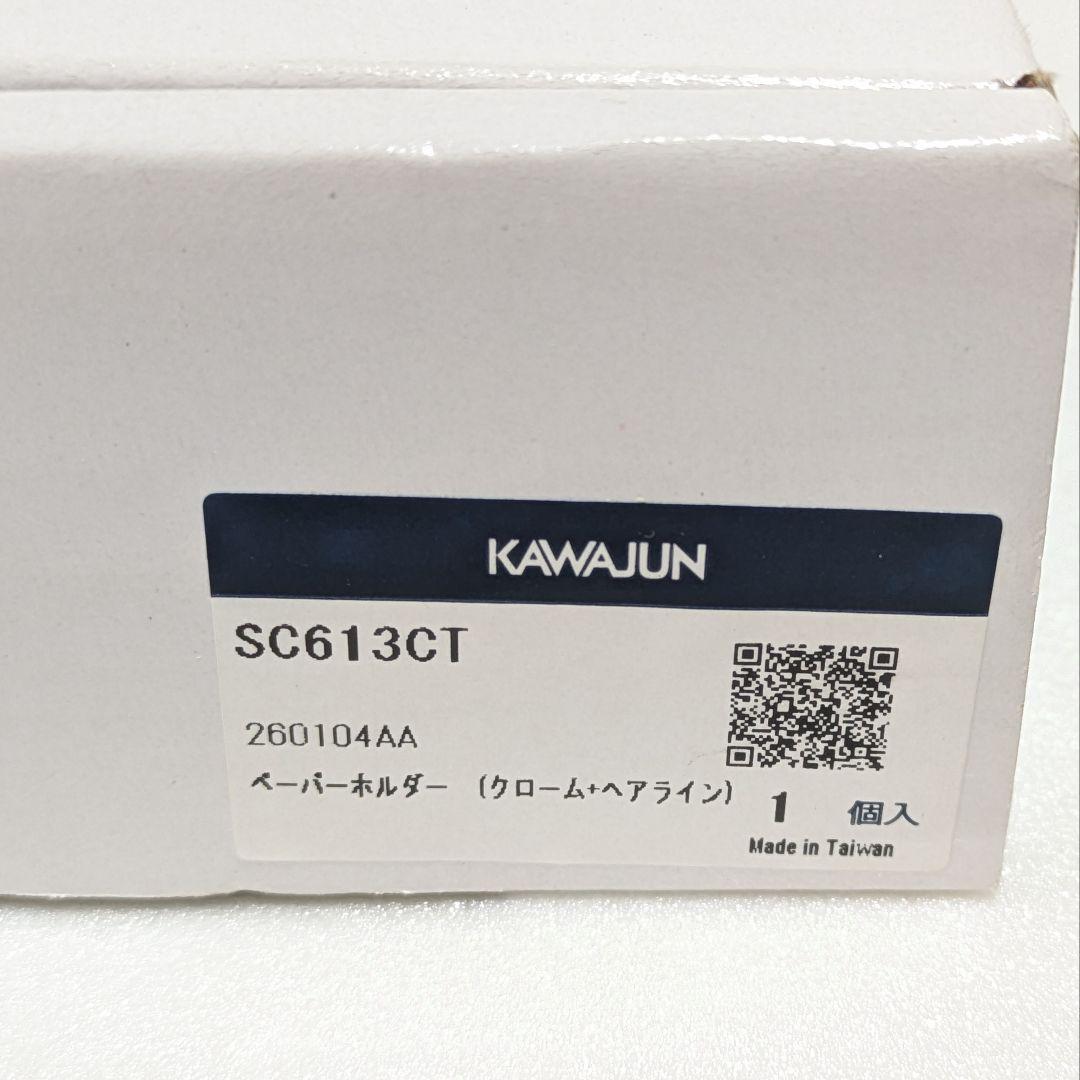 KAWAJUN
SC613CT
260104AA
ペーパーホルダー (クローム+ヘアライン)
1 個入
Made in Taiwan